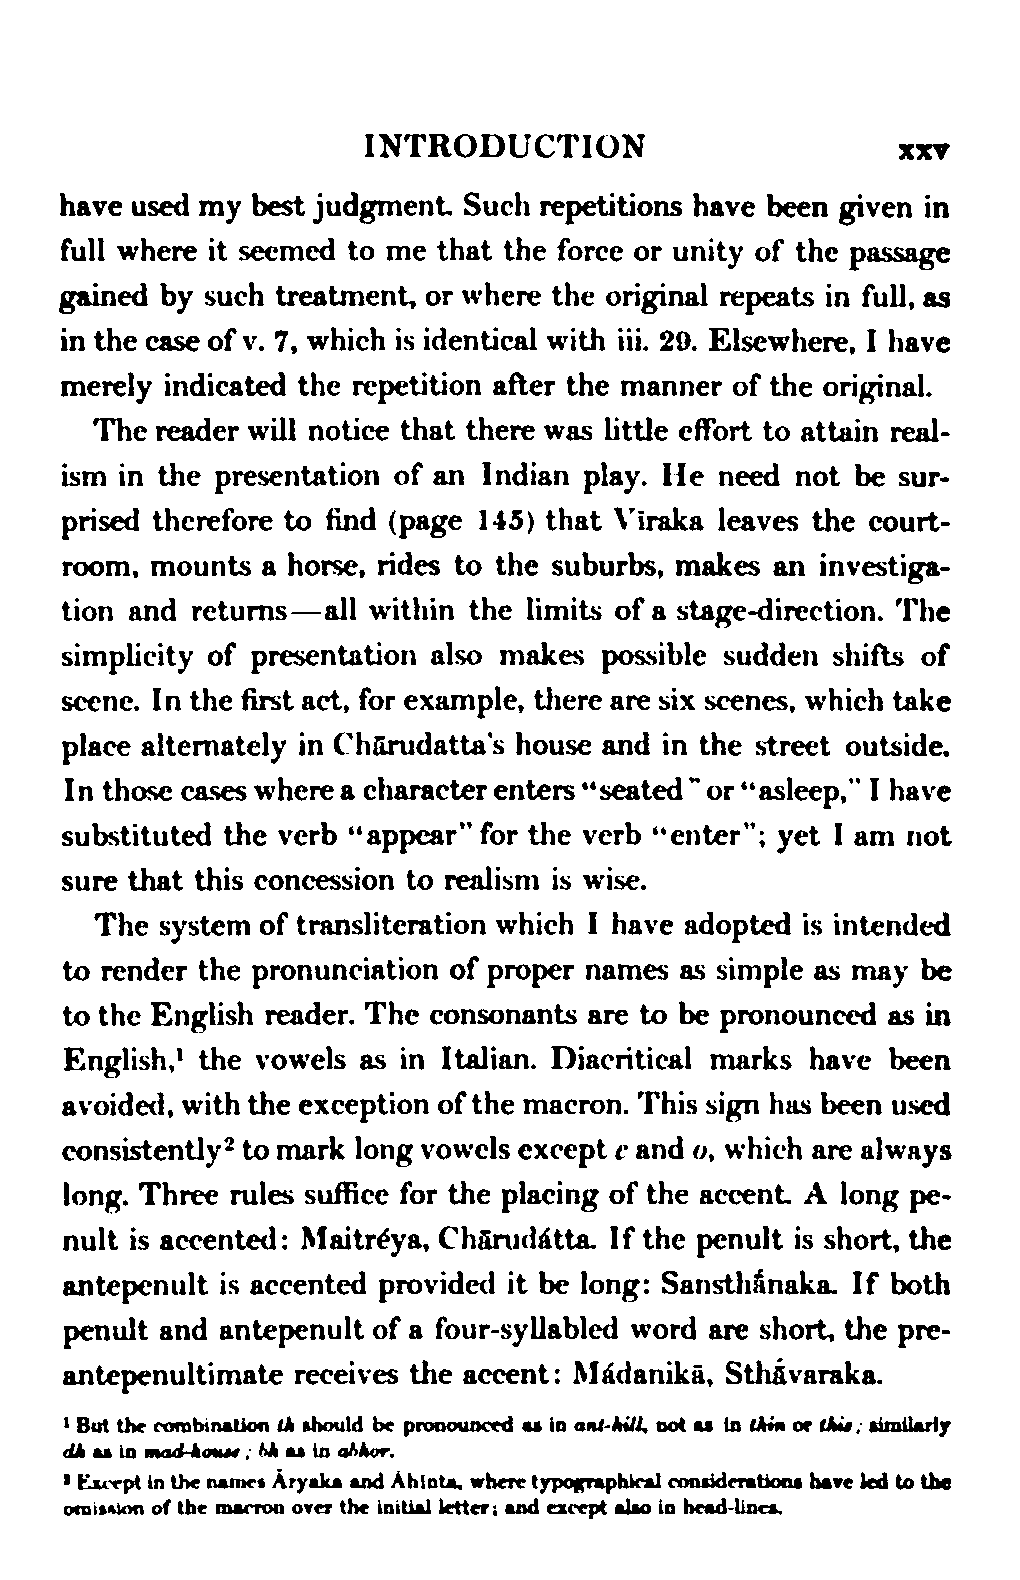 INTRODUCTION xxv
have used my best judgment. Such repetitions have been given in
full where it seemed to me that the force or unity of the passage
gained by such treatment, or where the original repeats in full, as
in the case of v. 7, which is identical with iii. 29. Elsewhere, I have
merely indicated the repetition after the manner of the original.
The reader will notice that there was little effort to attain real-
ism in the presentation of an Indian play. He need not be sur-
prised therefore to find (page 145) that Viraka leaves the court-
room, mounts a horse, rides to the suburbs, makes an investiga-
tion and returns—all within the limits of a stage-direction. The
simplicity of presentation also makes possible sudden shifts of
scene. In the first act, for example, there are six scenes, which take
place alternately in Chārudatta's house and in the street outside.
In those cases where a character enters "seated" or "asleep," I have
substituted the verb "appear" for the verb "enter"; yet I am not
sure that this concession to realism is wise.
The system of transliteration which I have adopted is intended
to render the pronunciation of proper names as simple as may be
to the English reader. The consonants are to be pronounced as in
English,¹ the vowels as in Italian. Diacritical marks have been
avoided, with the exception of the macron. This sign has been used
consistently² to mark long vowels except e and o, which are always
long. Three rules suffice for the placing of the accent. A long pe-
nult is accented: Maitréya, Chārudátta. If the penult is short, the
antepenult is accented provided it be long: Sansthā́naka. If both
penult and antepenult of a four-syllabled word are short, the pre-
antepenultimate receives the accent: Mádanikā, Sthā́varaka.
¹ But the combination th should be pronounced as in ant-hill, not as in thin or this; similarly
dh as in mad-house; bh as in abhor.
² Except in the names Áryaka and Áhīnta, where typographical considerations have led to the
omission of the macron over the initial letter; and except also in head-lines.